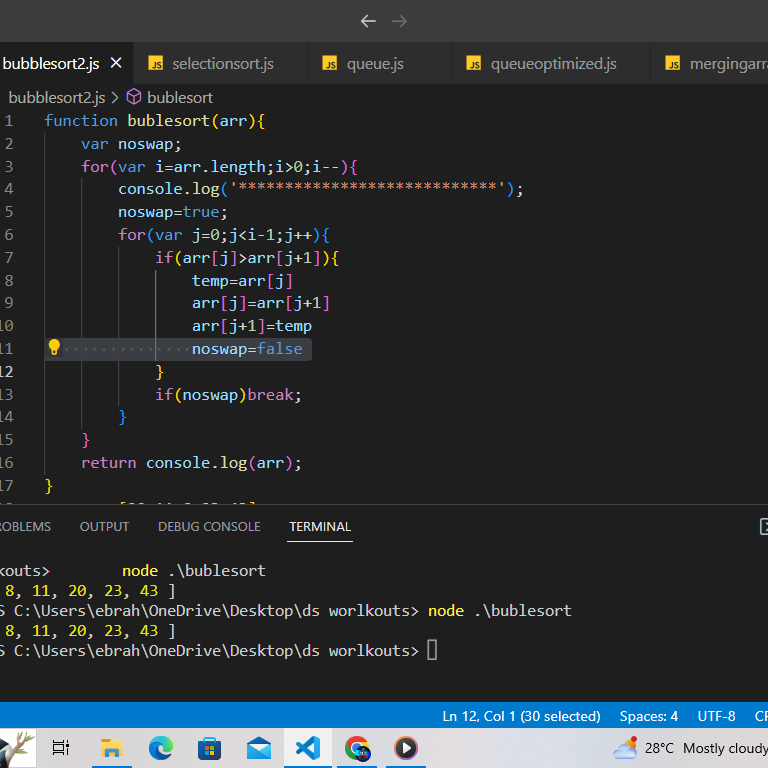 bubblesort2.js
JS selectionsort.js
JS queue.js
JS queueoptimized.js
JS
bubblesort2.js > bublesort
1 function bublesort(arr){
2     var noswap;
3     for(var i=arr.length;i>0;i--){
4         console.log('****************************');
5         noswap=true;
6         for(var j=0;j<i-1;j++){
7             if(arr[j]>arr[j+1]){
8                 temp=arr[j]
9                 arr[j]=arr[j+1]
10                 arr[j+1]=temp
11                 noswap=false
12             }
13             if(noswap)break;
14         }
15     }
16     return console.log(arr);
17 }
OUTPUT DEBUG CONSOLE TERMINAL
node .\bublesort
8, 11, 20, 23, 43 ]
S C:\Users\ebrah\OneDrive\Desktop\ds worlkouts> node .\bublesort
8, 11, 20, 23, 43 ]
S C:\Users\ebrah\OneDrive\Desktop\ds worlkouts>
Ln 12, Col 1 (30 selected) Spaces: 4 UTF-8
28°C Mostly cloudy